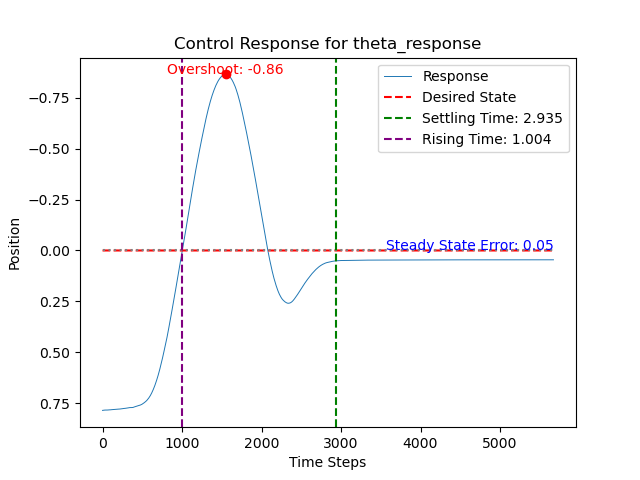 Control Response for theta_response
Overshoot: -0.86
Response
Desired State
Settling Time: 2.935
Rising Time: 1.004
Steady State Error: 0.05
Position
−0.75
−0.50
−0.25
0.00
0.25
0.50
0.75
0
1000
2000
3000
4000
5000
Time Steps